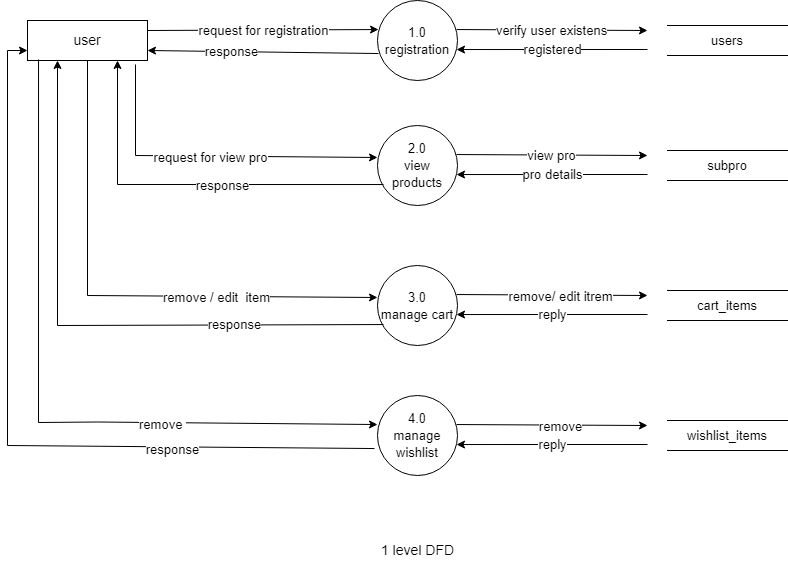 user
request for registration
response
1.0
registration
verify user existens
registered
users
request for view pro
response
2.0
view
products
view pro
pro details
subpro
remove / edit  item
response
3.0
manage cart
remove/ edit itrem
reply
cart_items
remove
response
4.0
manage
wishlist
remove
reply
wishlist_items
1 level DFD